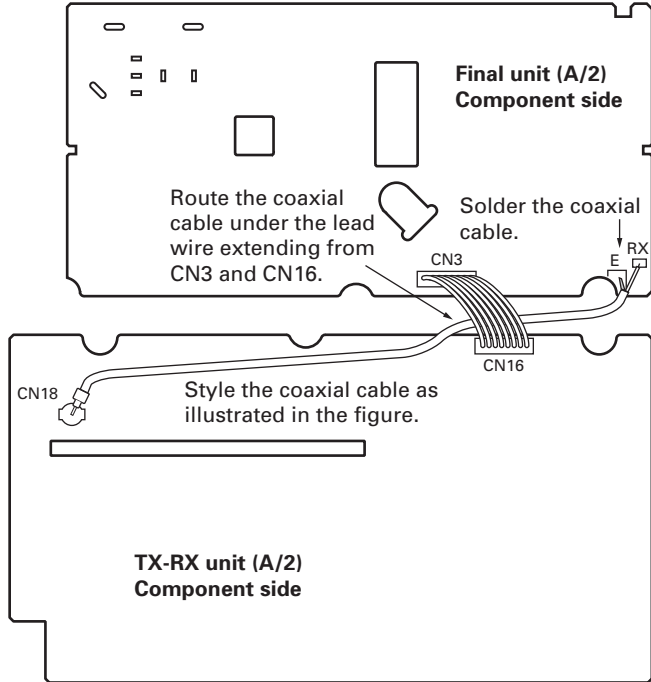 Final unit (A/2)
Component side
Route the coaxial
cable under the lead
wire extending from
CN3 and CN16.
Solder the coaxial
cable.
E
RX
CN3
CN16
CN18
Style the coaxial cable as
illustrated in the figure.
TX-RX unit (A/2)
Component side